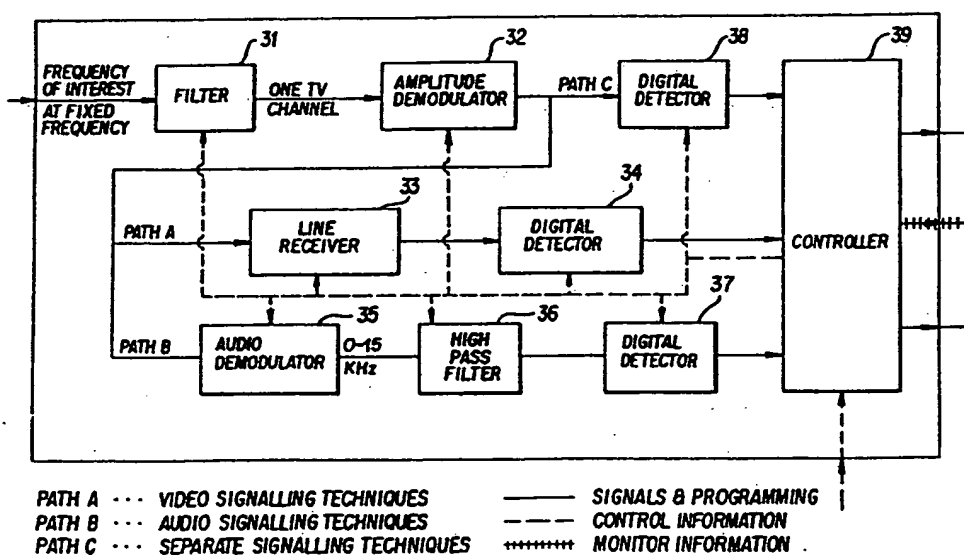 31
32
38
39
FREQUENCY
OF INTEREST
AT FIXED
FREQUENCY
FILTER
ONE TV
CHANNEL
AMPLITUDE
DEMODULATOR
PATH C
DIGITAL
DETECTOR
33
34
PATH A
LINE
RECEIVER
DIGITAL
DETECTOR
CONTROLLER
35
36
37
PATH B
AUDIO
DEMODULATOR
0-15
KHz
HIGH
PASS
FILTER
DIGITAL
DETECTOR
PATH A ... VIDEO SIGNALLING TECHNIQUES
PATH B ... AUDIO SIGNALLING TECHNIQUES
PATH C ... SEPARATE SIGNALLING TECHNIQUES
SIGNALS & PROGRAMMING
CONTROL INFORMATION
MONITOR INFORMATION